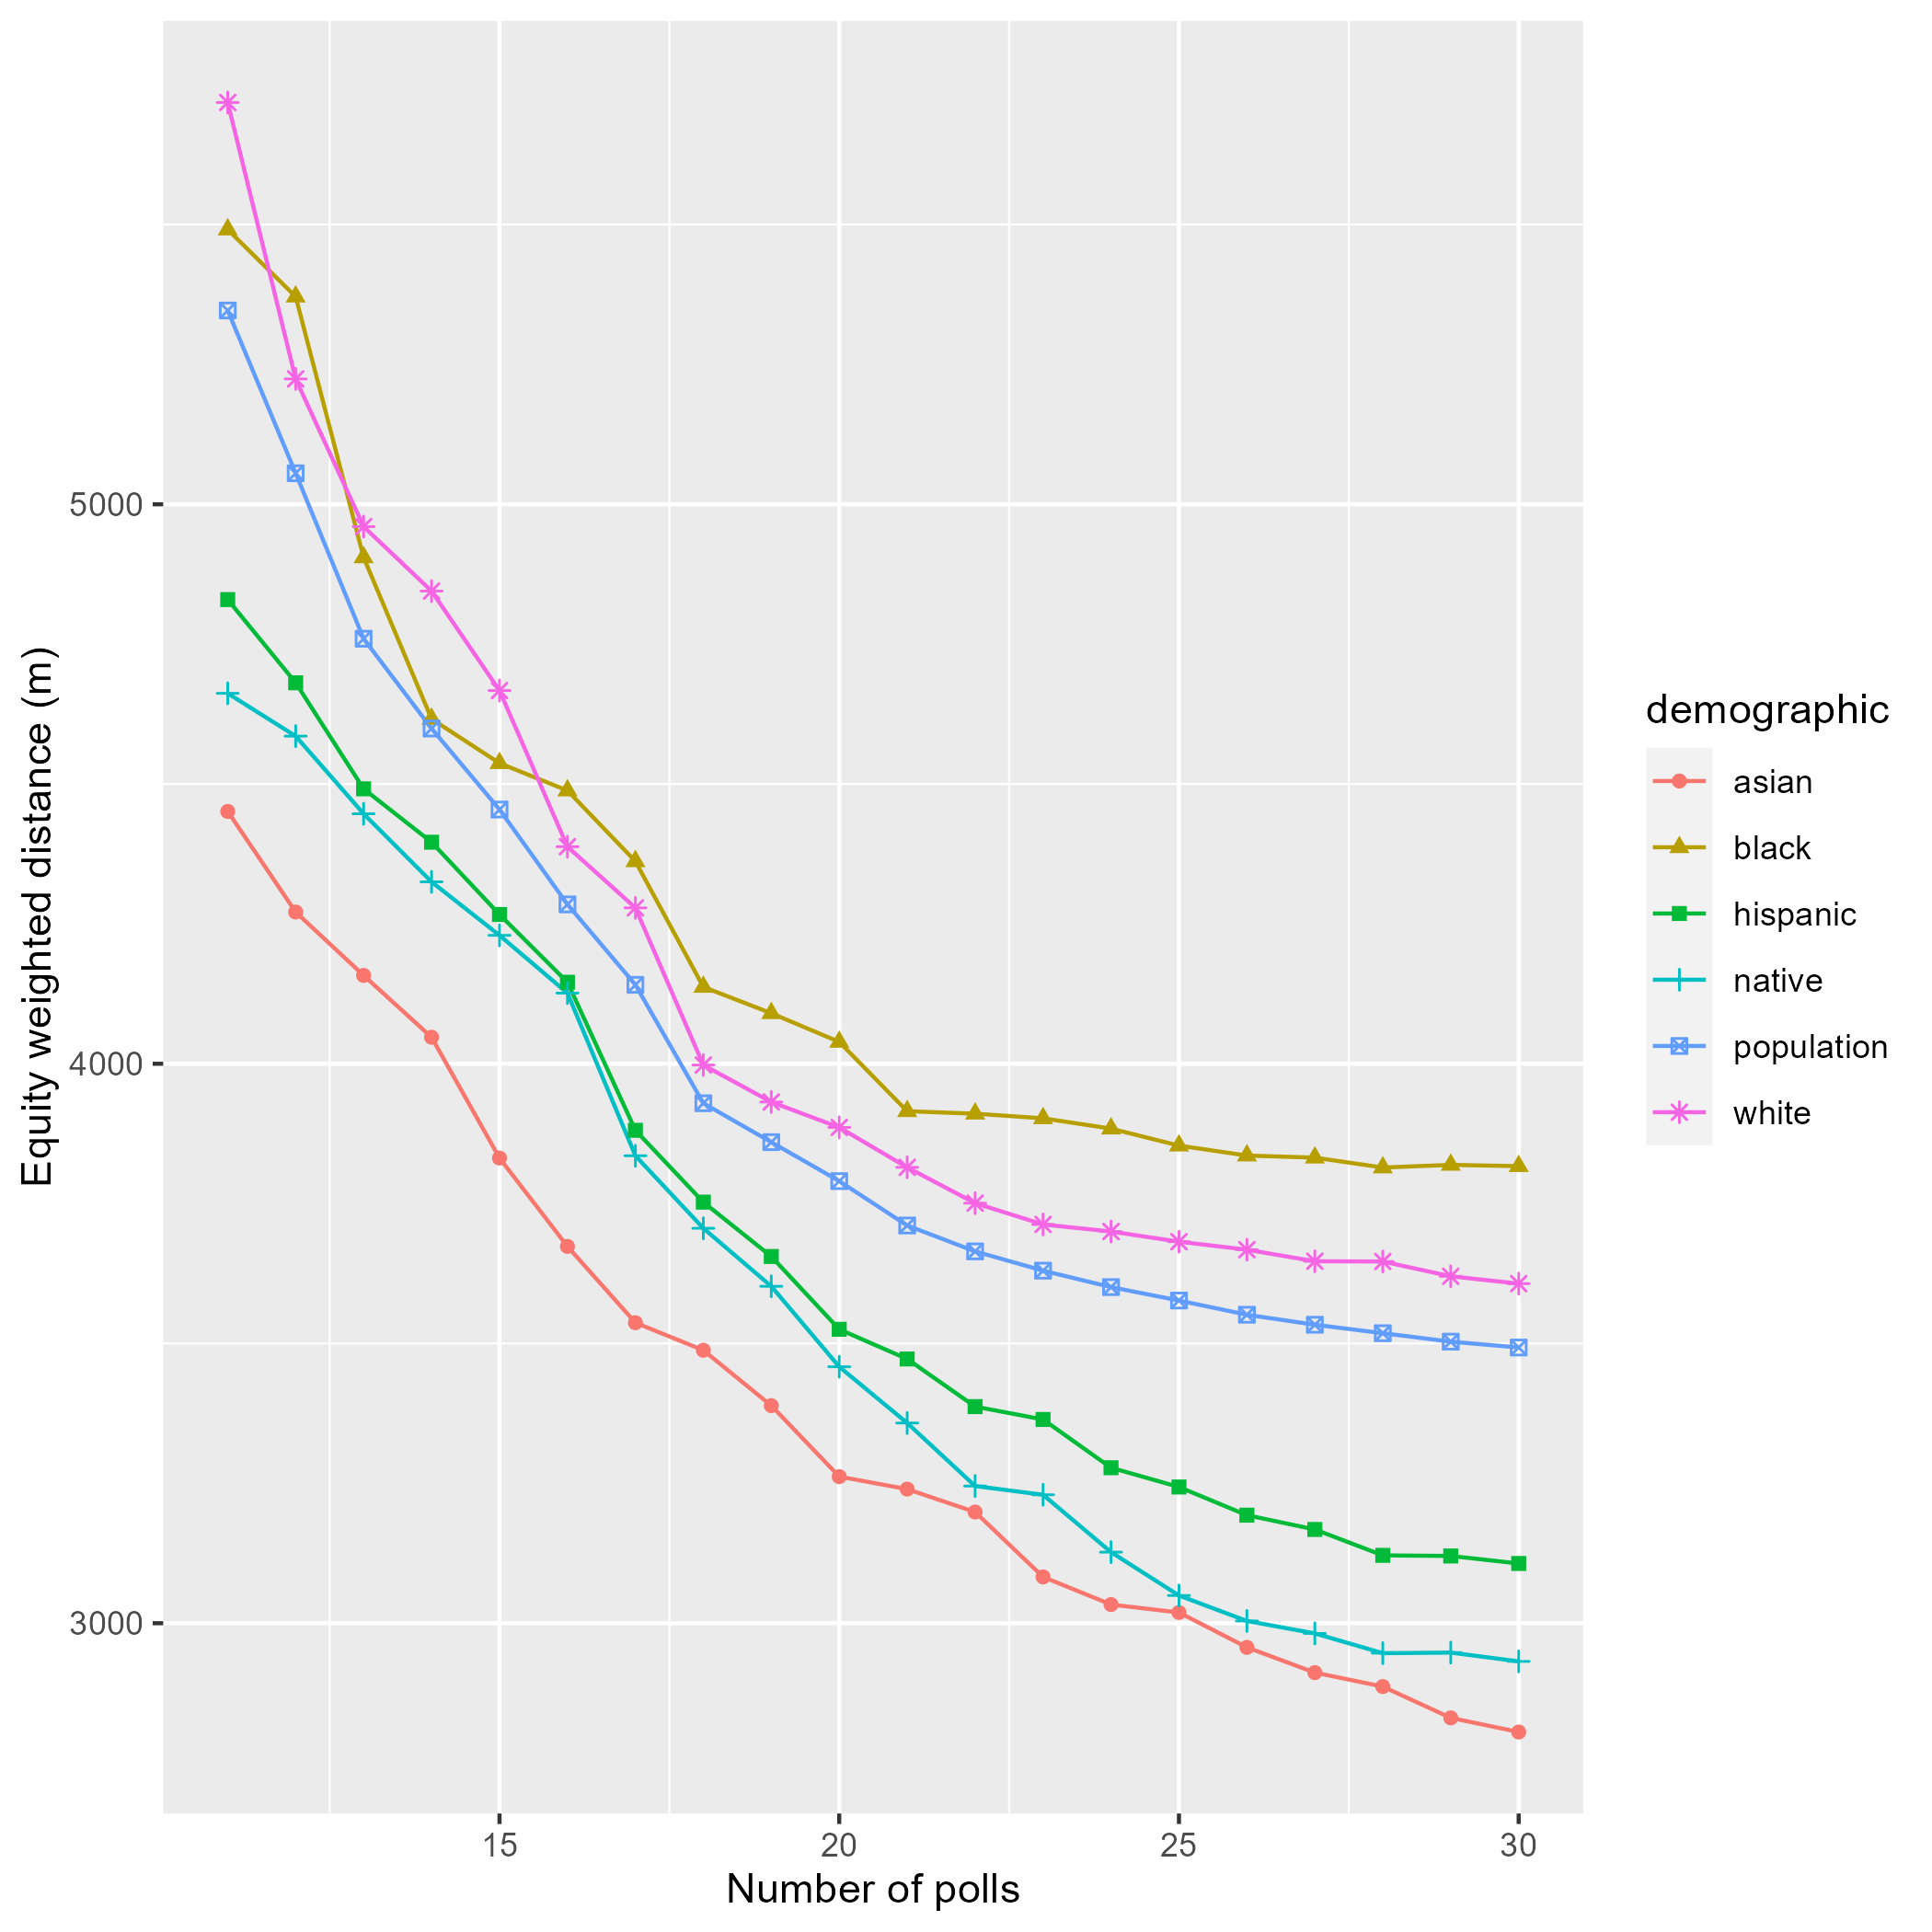 Equity weighted distance (m)
5000
4000
3000
15 20 25 30
Number of polls
demographic
asian
black
hispanic
native
population
white